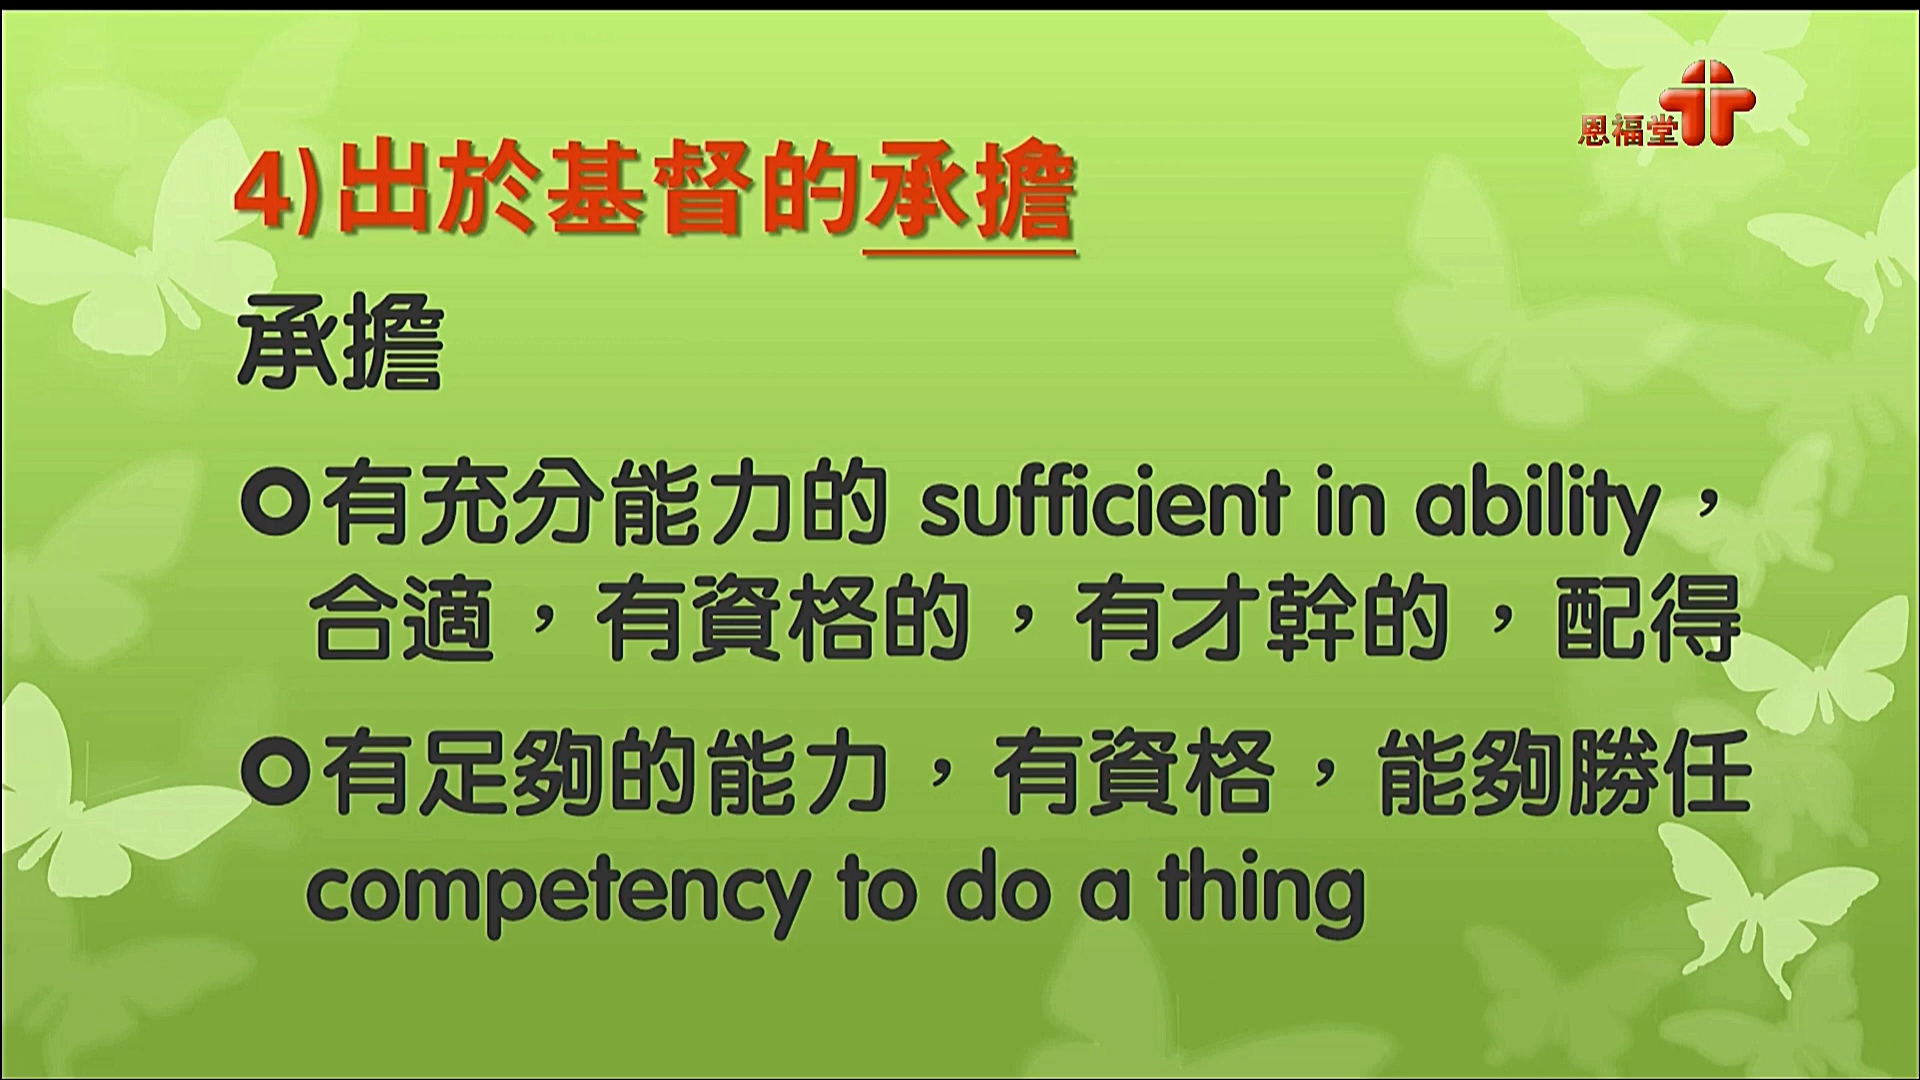 恩福堂
4)出於基督的承擔
承擔
有充分能力的 sufficient in ability，
合適，有資格的，有才幹的，配得
有足夠的能力，有資格，能夠勝任
competency to do a thing